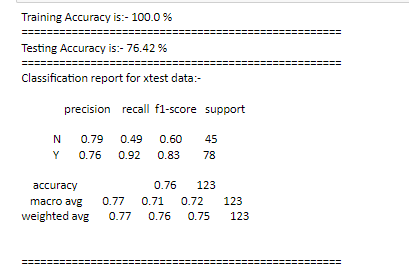 Training Accuracy is:- 100.0 %
====================================================
Testing Accuracy is:- 76.42 %
====================================================
Classification report for xtest data:-
precision recall f1-score support
N 0.79 0.49 0.60 45
Y 0.76 0.92 0.83 78
accuracy 0.76 123
macro avg 0.77 0.71 0.72 123
weighted avg 0.77 0.76 0.75 123
====================================================